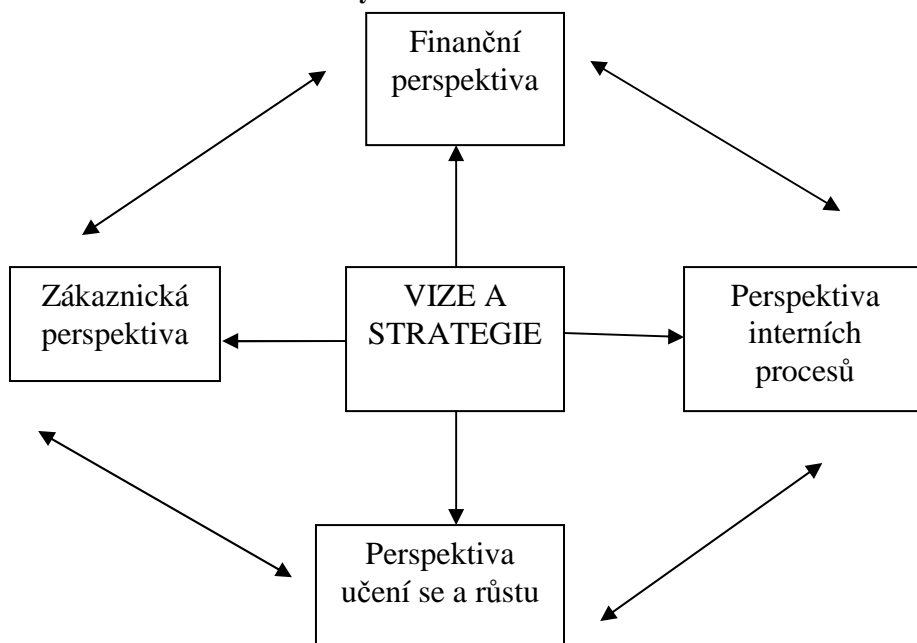 Finanční
perspektiva
Zákaznická
perspektiva
VIZE A
STRATEGIE
Perspektiva
interních
procesů
Perspektiva
učení se a růstu